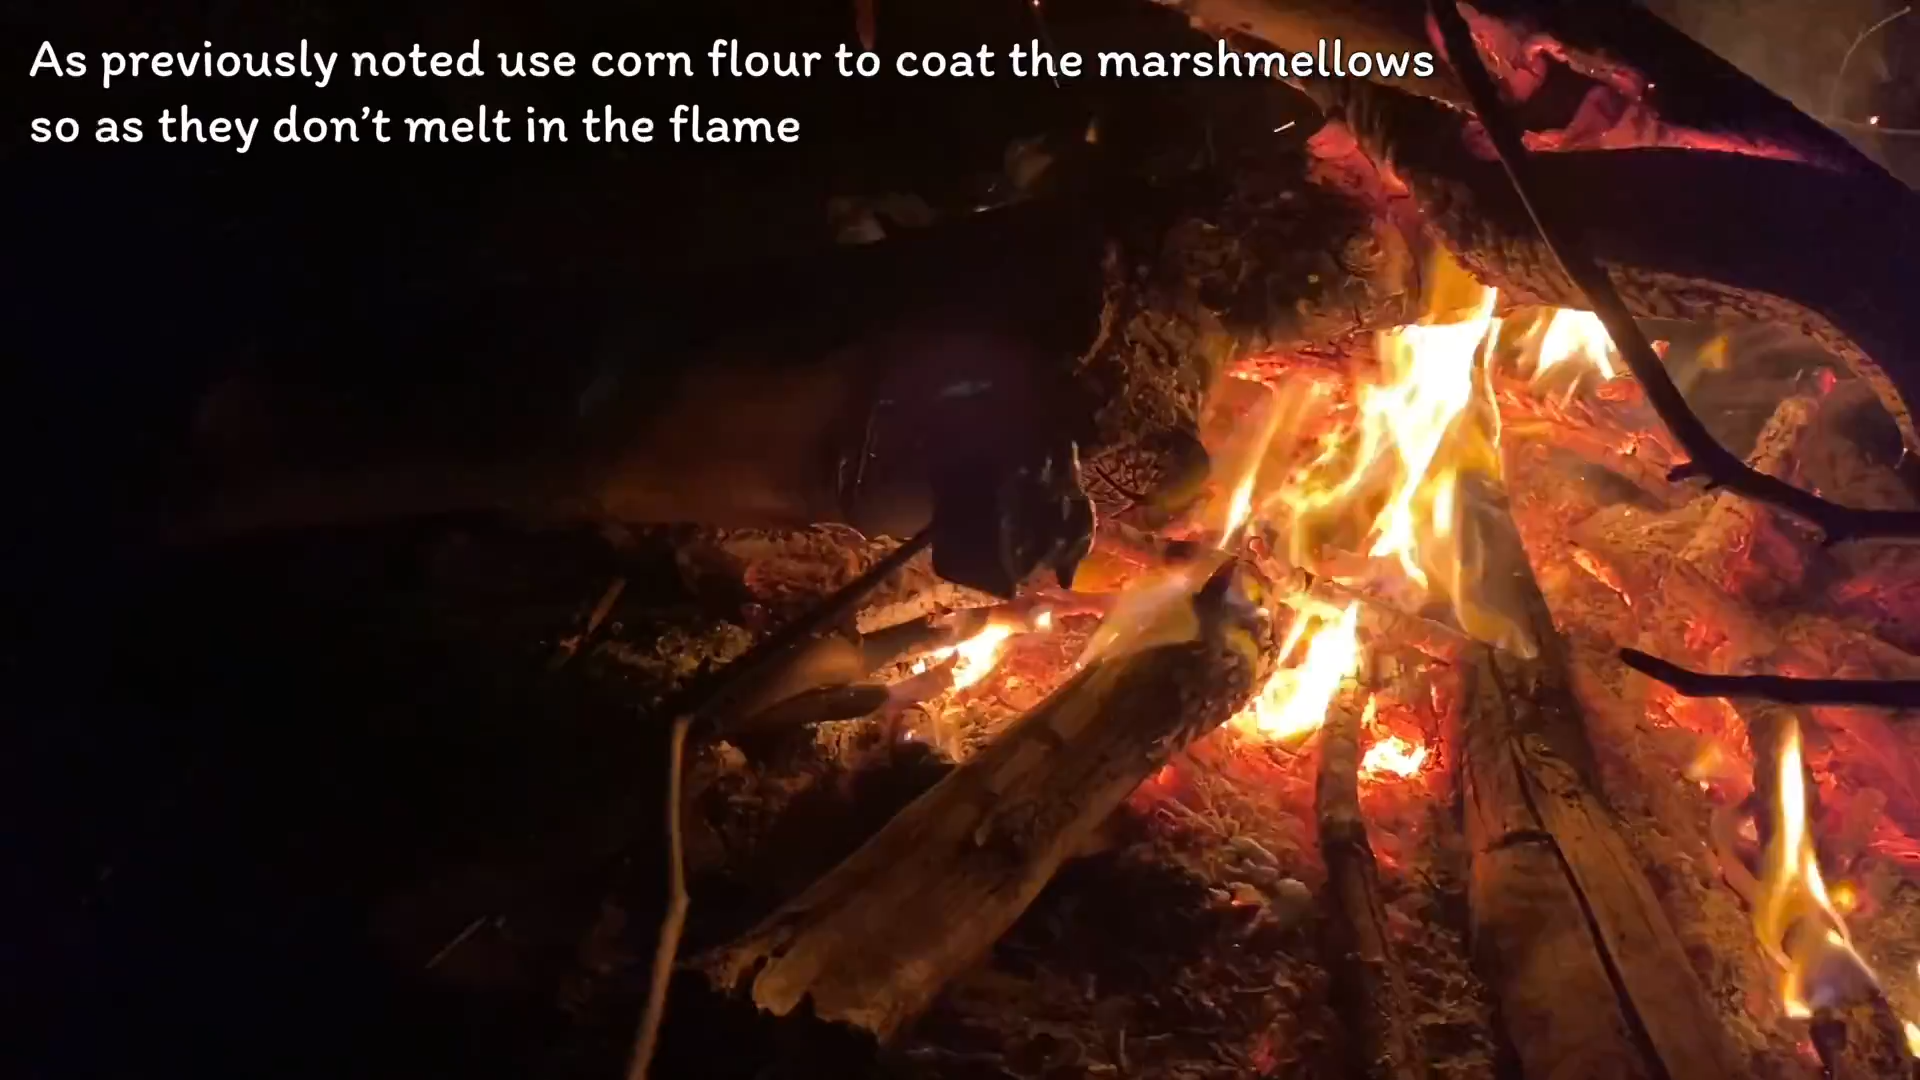 As previously noted use corn flour to coat the marshmellows
so as they don’t melt in the flame